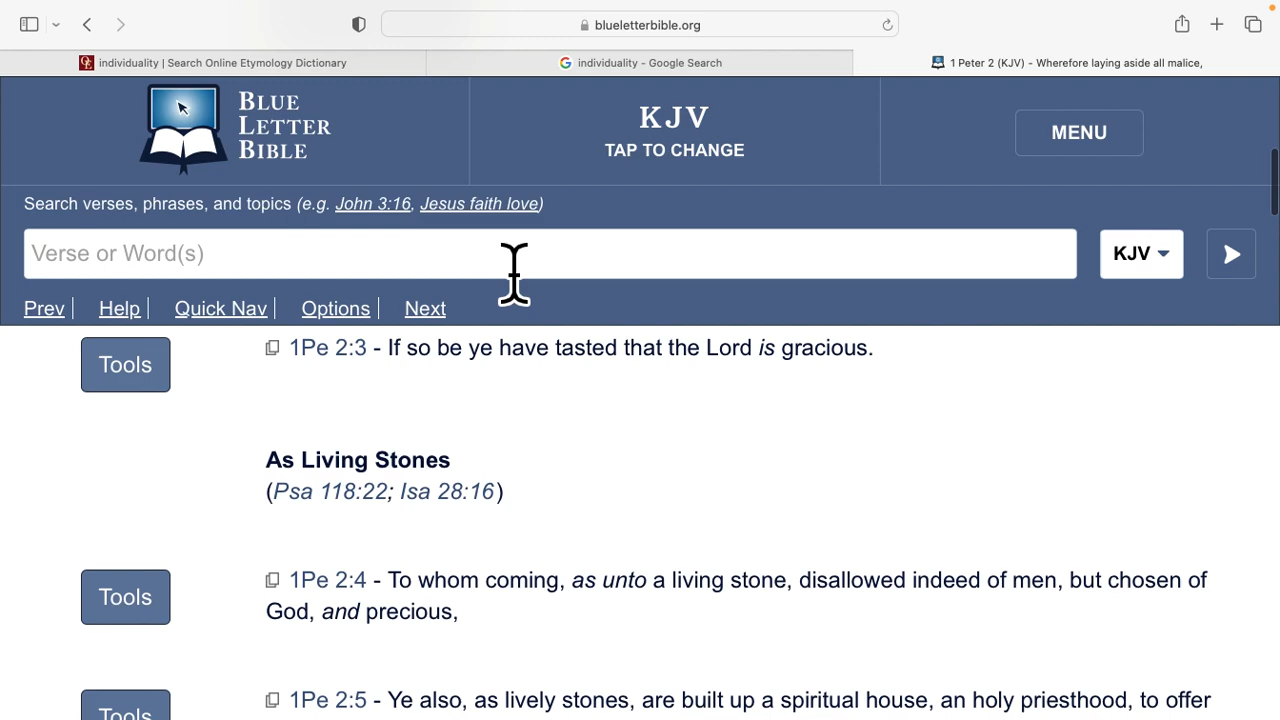 blueletterbible.org
individuality | Search Online Etymology Dictionary
individuality - Google Search
1 Peter 2 (KJV) - Wherefore laying aside all malice,
BLUE
LETTER
BIBLE
KJV
TAP TO CHANGE
MENU
Search verses, phrases, and topics (e.g. John 3:16, Jesus faith love)
Verse or Word(s)
KJV
Prev | Help | Quick Nav | Options | Next
Tools
1Pe 2:3 - If so be ye have tasted that the Lord is gracious.
As Living Stones
(Psa 118:22; Isa 28:16)
Tools
1Pe 2:4 - To whom coming, as unto a living stone, disallowed indeed of men, but chosen of
God, and precious,
Tools
1Pe 2:5 - Ye also, as lively stones, are built up a spiritual house, an holy priesthood, to offer